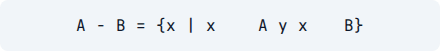 A - B = {x | x    A y x    B}